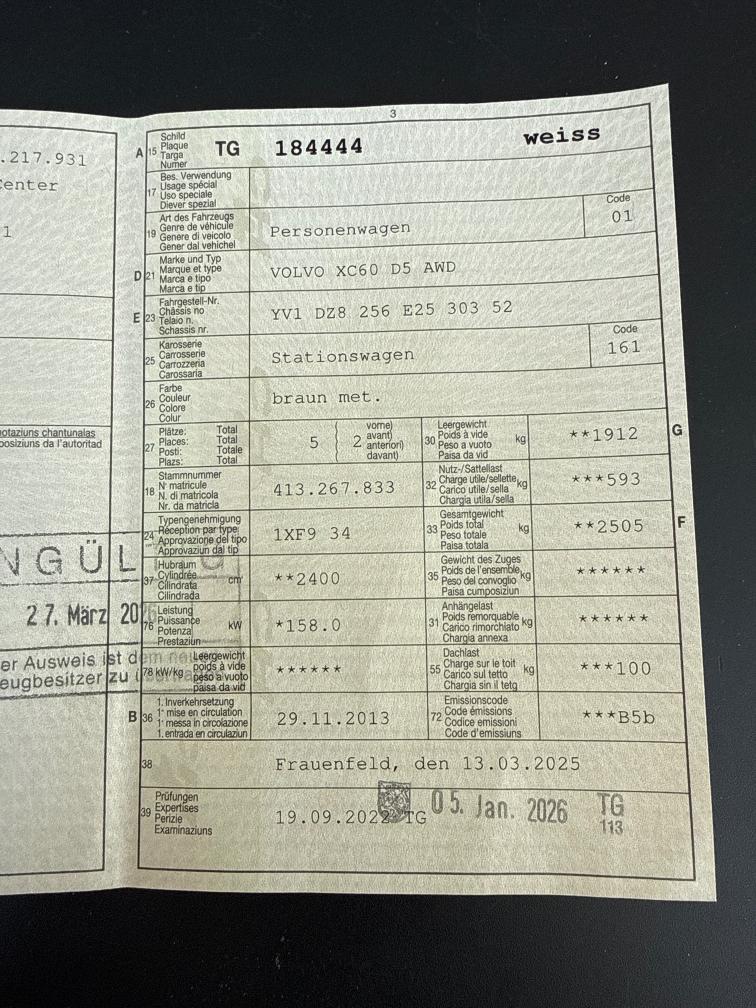 3
.217.931
Center
1
otaziuns chantunalas
posiziuns da l'autoritad
NGÜL
27. März 20
er Ausweis ist dem neuen
eugbesitzer zu
A 15 Schild
Plaque
Targa
Numer
TG 184444 weiss
17 Bes. Verwendung
Usage spécial
Uso speciale
Diever spezial
19 Art des Fahrzeugs
Genre de véhicule
Genere di veicolo
Gener dal vehichel
Personenwagen
Code
01
D 21 Marke und Typ
Marque et type
Marca e tipo
Marca e tip
VOLVO XC60 D5 AWD
E 23 Fahrgestell-Nr.
Châssis no
Telaio n.
Schassis nr.
YV1 DZ8 256 E25 303 52
25 Karosserie
Carrosserie
Carrozzeria
Carossaria
Stationswagen
Code
161
26 Farbe
Couleur
Colore
Colur
braun met.
27 Plätze: Total
Places: Total
Posti: Totale
Plazs: Total
5
2 vorne)
avant)
anteriori)
davant)
30 Leergewicht
Poids à vide
Peso a vuoto
Paisa da vid
kg
**1912
G
18 Stammnummer
N° matricule
N. di matricola
Nr. da matricla
413.267.833
32 Nutz-/Sattellast
Charge utile/sellette
Carico utile/sella
Chargia utila/sella
kg
***593
24 Typengenehmigung
Réception par type
Approvazione del tipo
Approvaziun dal tip
1XF9 34
33 Gesamtgewicht
Poids total
Peso totale
Paisa totala
kg
**2505
F
37 Hubraum
Cylindrée
Cilindrata
Cilindrada
cm³
**2400
35 Gewicht des Zuges
Poids de l'ensemble
Peso del convoglio
Paisa cumposiziun
kg
******
76 Leistung
Puissance
Potenza
Prestaziun
kW
*158.0
31 Anhängelast
Poids remorquable
Carico rimorchiato
Chargia annexa
kg
******
78 kW/kg Leergewicht
poids à vide
peso a vuoto
paisa da vid
******
55 Dachlast
Charge sur le toit
Carico sul tetto
Chargia sin il tetg
kg
***100
B 36 1. Inverkehrsetzung
1re mise en circulation
1a messa in circolazione
1. entrada en circulaziun
29.11.2013
72 Emissionscode
Code émissions
Codice emissioni
Code d'emissiuns
***B5b
38
Frauenfeld, den 13.03.2025
39 Prüfungen
Expertises
Perizie
Examinaziuns
19.09.2022 TG
05. Jan. 2026 TG
113